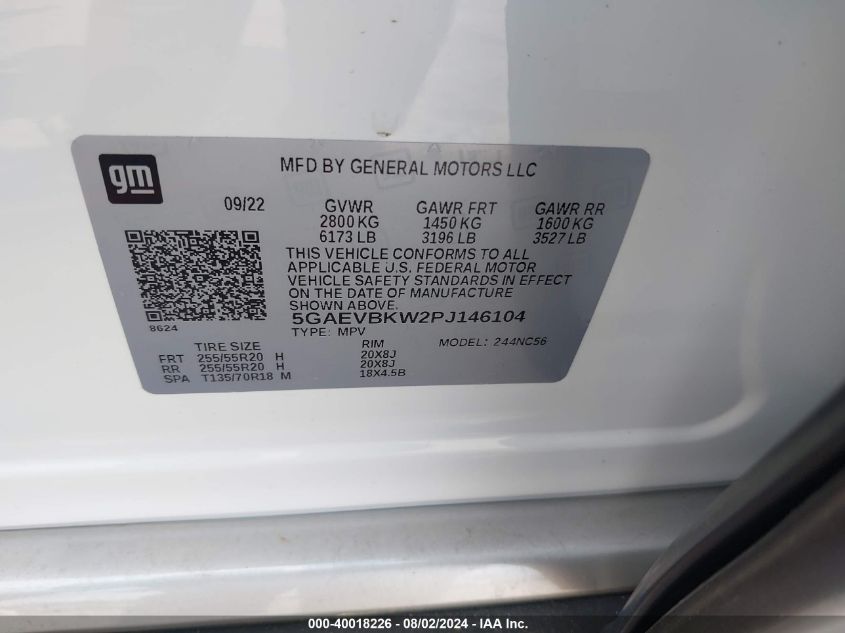 gm
MFD BY GENERAL MOTORS LLC
09/22 GVWR GAWR FRT GAWR RR
2800 KG 1450 KG 1600 KG
6173 LB 3196 LB 3527 LB
THIS VEHICLE CONFORMS TO ALL
APPLICABLE U.S. FEDERAL MOTOR
VEHICLE SAFETY STANDARDS IN EFFECT
ON THE DATE OF MANUFACTURE
SHOWN ABOVE.
8624
5GAEVBKW2PJ146104
TYPE: MPV MODEL: 244NC56
TIRE SIZE RIM
FRT 255/55R20 H 20X8J
RR 255/55R20 H 20X8J
SPA T135/70R18 M 18X4.5B
000-40018226 - 08/02/2024 - IAA Inc.